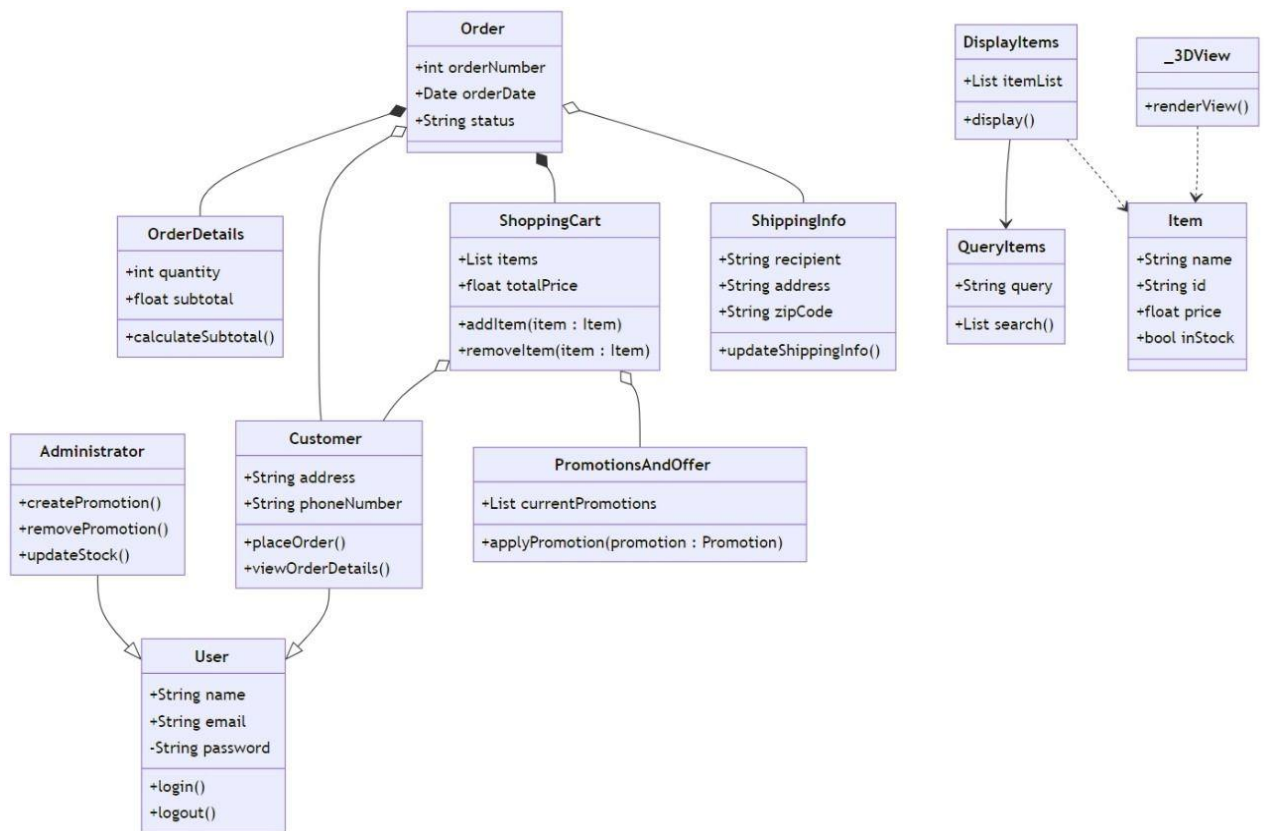 Order
+int orderNumber
+Date orderDate
+String status
DisplayItems
+List itemList
+display()
_3DView
+renderView()
OrderDetails
+int quantity
+float subtotal
+calculateSubtotal()
ShoppingCart
+List items
+float totalPrice
+addItem(item : Item)
+removeItem(item : Item)
ShippingInfo
+String recipient
+String address
+String zipCode
+updateShippingInfo()
QueryItems
+String query
+List search()
Item
+String name
+String id
+float price
+bool inStock
Administrator
+createPromotion()
+removePromotion()
+updateStock()
Customer
+String address
+String phoneNumber
+placeOrder()
+viewOrderDetails()
PromotionsAndOffer
+List currentPromotions
+applyPromotion(promotion : Promotion)
User
+String name
+String email
-String password
+login()
+logout()